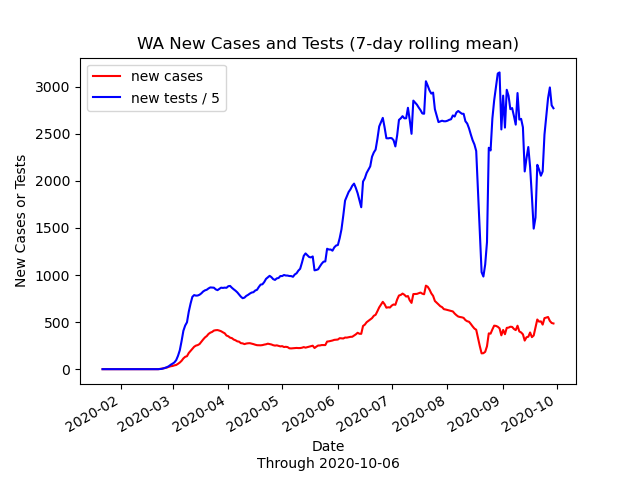 WA New Cases and Tests (7-day rolling mean)
new cases
new tests / 5
New Cases or Tests
3000
2500
2000
1500
1000
500
0
2020-02
2020-03
2020-04
2020-05
2020-06
2020-07
2020-08
2020-09
2020-10
Date
Through 2020-10-06